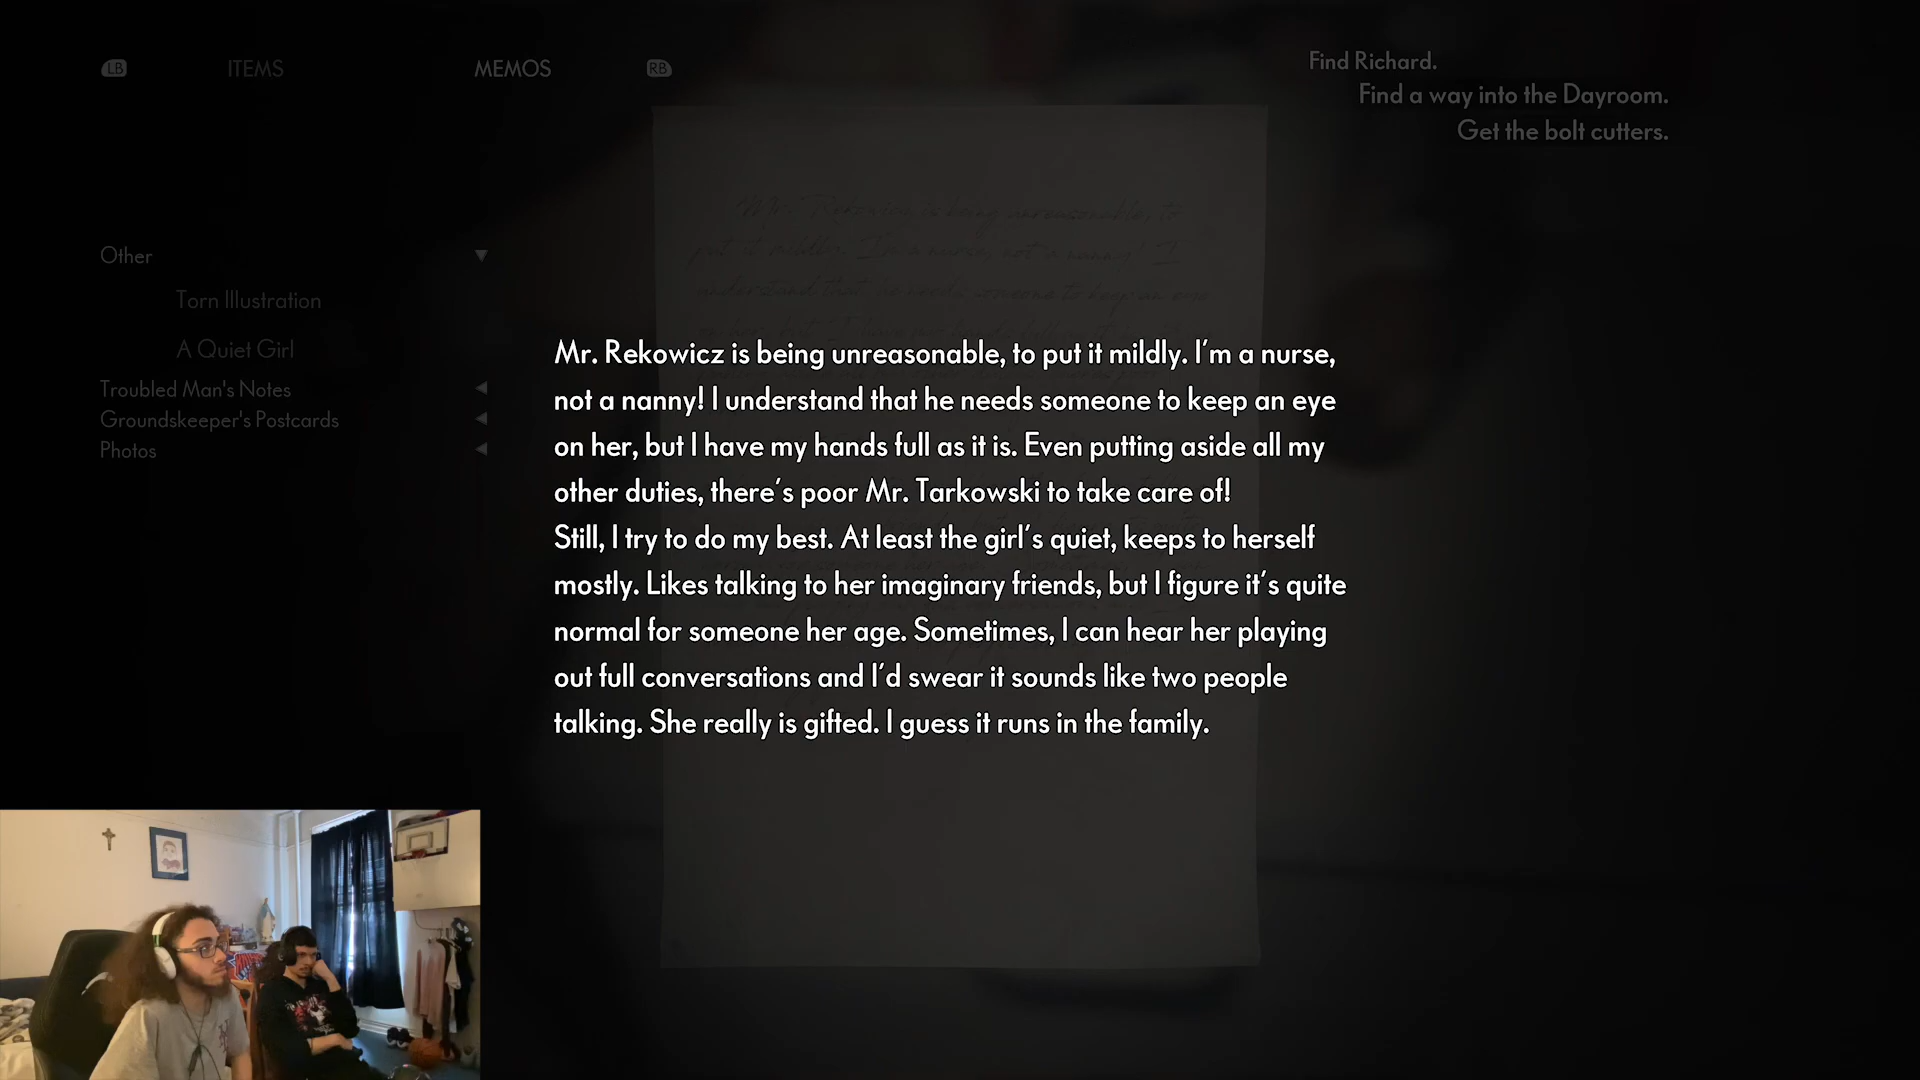 LB
ITEMS
MEMOS
RB
Find Richard.
Find a way into the Dayroom.
Get the bolt cutters.
Other
Torn Illustration
A Quiet Girl
Troubled Man's Notes
Groundskeeper's Postcards
Photos
Mr. Rekowicz is being unreasonable, to put it mildly. I'm a nurse,
not a nanny! I understand that he needs someone to keep an eye
on her, but I have my hands full as it is. Even putting aside all my
other duties, there's poor Mr. Tarkowski to take care of!
Still, I try to do my best. At least the girl's quiet, keeps to herself
mostly. Likes talking to her imaginary friends, but I figure it's quite
normal for someone her age. Sometimes, I can hear her playing
out full conversations and I'd swear it sounds like two people
talking. She really is gifted. I guess it runs in the family.